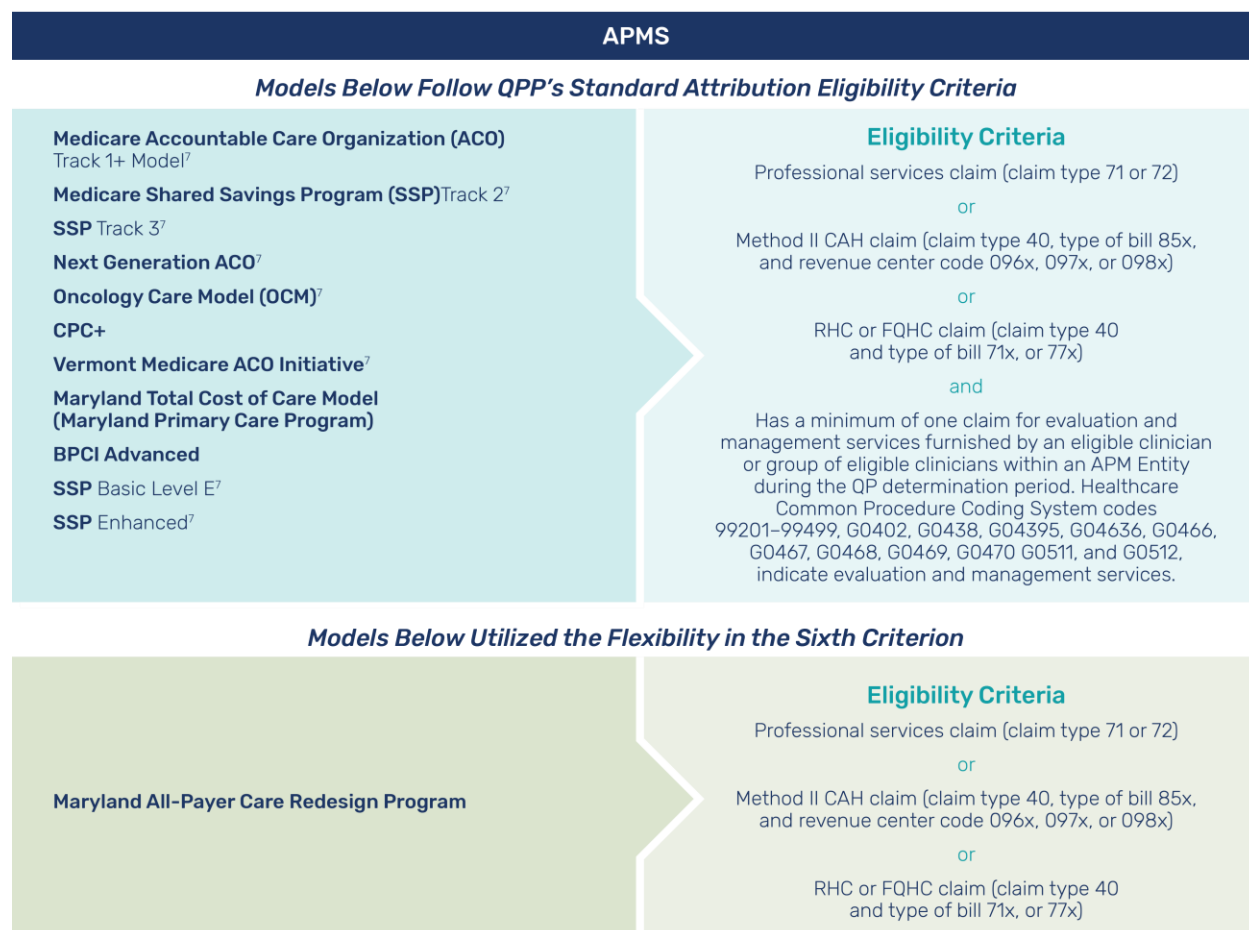 APMS
Models Below Follow QPP's Standard Attribution Eligibility Criteria
Medicare Accountable Care Organization (ACO)
Track 1+ Model⁷
Medicare Shared Savings Program (SSP)Track 2⁷
SSP Track 3⁷
Next Generation ACO⁷
Oncology Care Model (OCM)⁷
CPC+
Vermont Medicare ACO Initiative⁷
Maryland Total Cost of Care Model
(Maryland Primary Care Program)
BPCI Advanced
SSP Basic Level E⁷
SSP Enhanced⁷
Eligibility Criteria
Professional services claim (claim type 71 or 72)
or
Method II CAH claim (claim type 40, type of bill 85x,
and revenue center code 096x, 097x, or 098x)
or
RHC or FQHC claim (claim type 40
and type of bill 71x, or 77x)
and
Has a minimum of one claim for evaluation and
management services furnished by an eligible clinician
or group of eligible clinicians within an APM Entity
during the QP determination period. Healthcare
Common Procedure Coding System codes
99201–99499, G0402, G0438, G04395, G04636, G0466,
G0467, G0468, G0469, G0470 G0511, and G0512,
indicate evaluation and management services.
Models Below Utilized the Flexibility in the Sixth Criterion
Maryland All-Payer Care Redesign Program
Eligibility Criteria
Professional services claim (claim type 71 or 72)
or
Method II CAH claim (claim type 40, type of bill 85x,
and revenue center code 096x, 097x, or 098x)
or
RHC or FQHC claim (claim type 40
and type of bill 71x, or 77x)